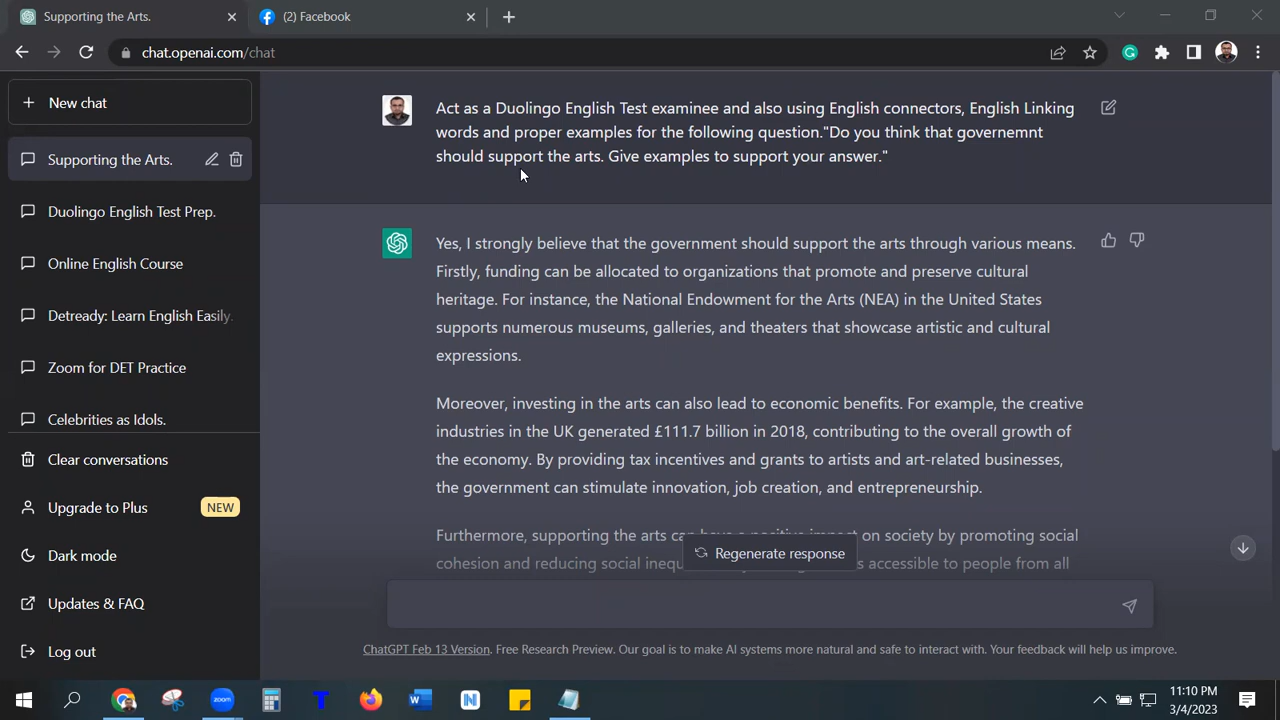 Supporting the Arts.
(2) Facebook
chat.openai.com/chat
New chat
Supporting the Arts.
Duolingo English Test Prep.
Online English Course
Detready: Learn English Easily.
Zoom for DET Practice
Celebrities as Idols.
Clear conversations
Upgrade to Plus NEW
Dark mode
Updates & FAQ
Log out
Act as a Duolingo English Test examinee and also using English connectors, English Linking
words and proper examples for the following question."Do you think that governemnt
should support the arts. Give examples to support your answer."
Yes, I strongly believe that the government should support the arts through various means.
Firstly, funding can be allocated to organizations that promote and preserve cultural
heritage. For instance, the National Endowment for the Arts (NEA) in the United States
supports numerous museums, galleries, and theaters that showcase artistic and cultural
expressions.
Moreover, investing in the arts can also lead to economic benefits. For example, the creative
industries in the UK generated £111.7 billion in 2018, contributing to the overall growth of
the economy. By providing tax incentives and grants to artists and art-related businesses,
the government can stimulate innovation, job creation, and entrepreneurship.
Furthermore, supporting the arts can have a positive impact on society by promoting social
cohesion and reducing social accessible to people from all
Regenerate response
ChatGPT Feb 13 Version. Free Research Preview. Our goal is to make AI systems more natural and safe to interact with. Your feedback will help us improve.
11:10 PM
3/4/2023